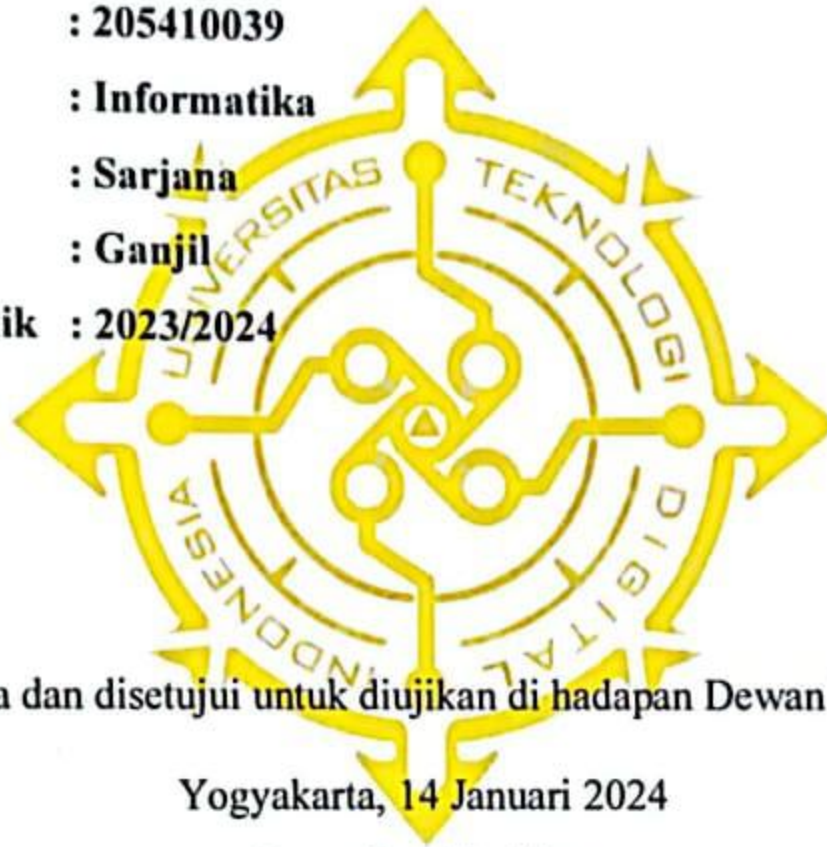 : 205410039
: Informatika
: Sarjana
: Ganjil
ik : 2023/2024
UNIVERSITAS TEKNOLOGI DIGITAL INDONESIA
a dan disetujui untuk diujikan di hadapan Dewan
Yogyakarta, 14 Januari 2024